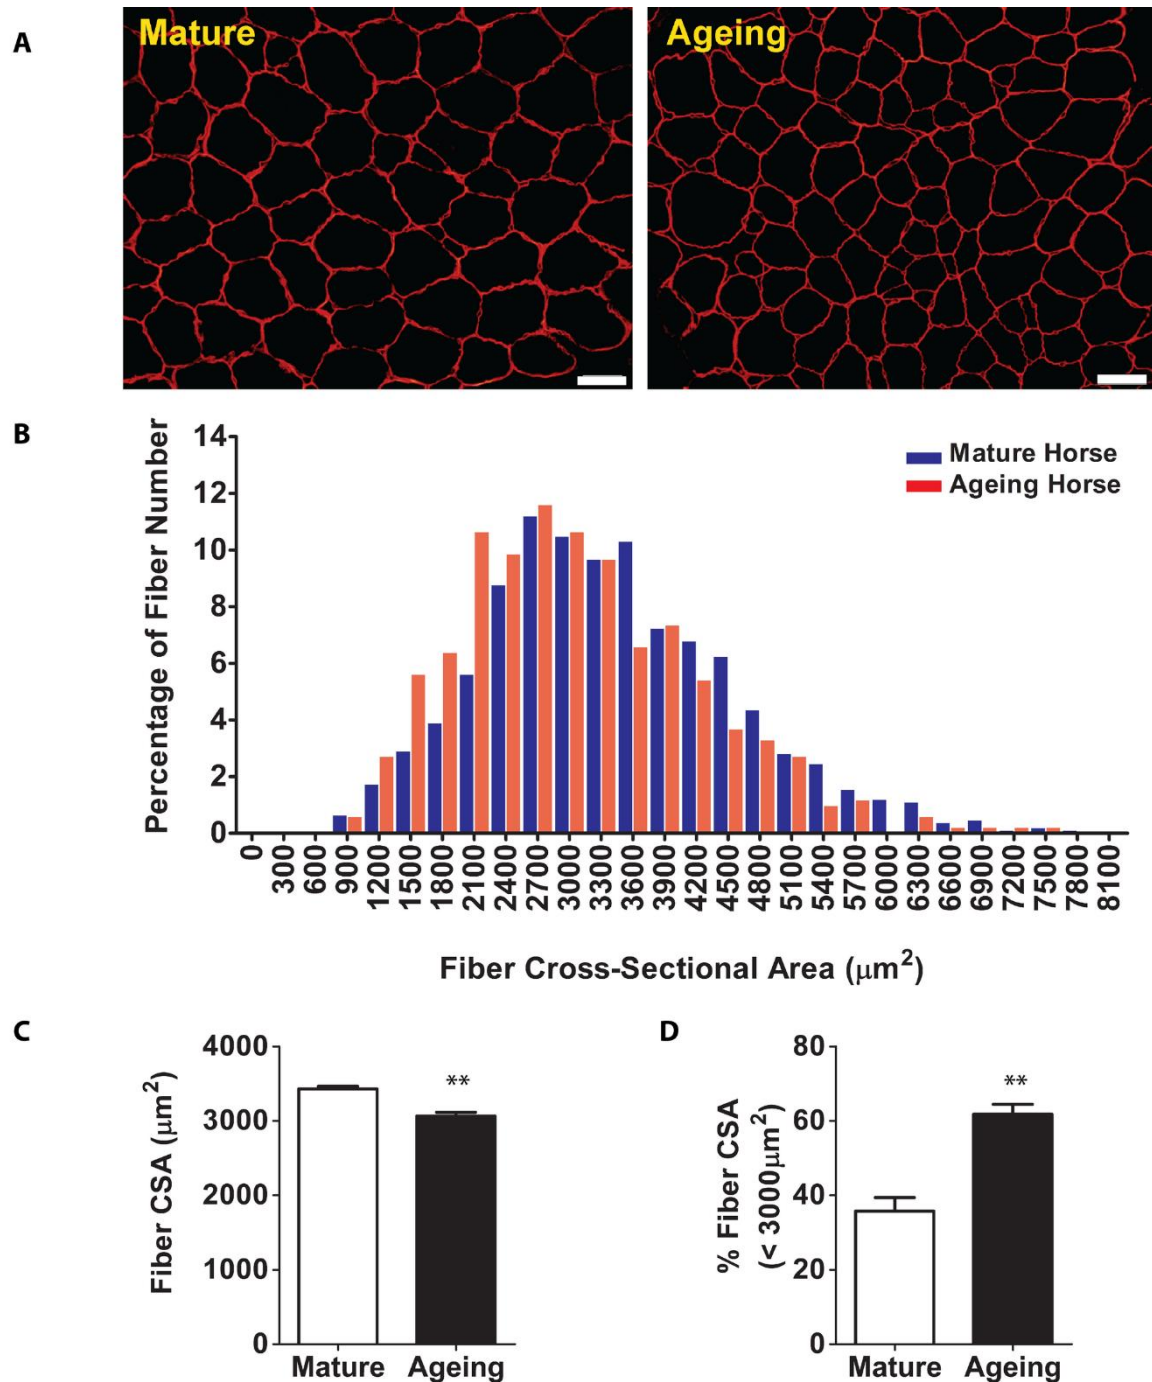 A
Mature
Ageing
B
Percentage of Fiber Number
14
12
10
8
6
4
2
0
Mature Horse
Ageing Horse
0
300
600
900
1200
1500
1800
2100
2400
2700
3000
3300
3600
3900
4200
4500
4800
5100
5400
5700
6000
6300
6600
6900
7200
7500
7800
8100
Fiber Cross-Sectional Area (μm²)
C
Fiber CSA (μm²)
4000
3000
2000
1000
0
**
Mature
Ageing
D
% Fiber CSA
(< 3000μm²)
80
60
40
20
0
**
Mature
Ageing